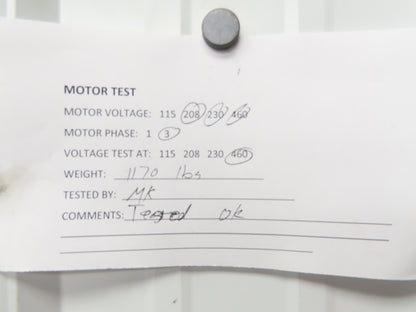 MOTOR TEST
MOTOR VOLTAGE: 115 208 230 460
MOTOR PHASE: 1 3
VOLTAGE TEST AT: 115 208 230 460
WEIGHT: 1170 lbs
TESTED BY: MK
COMMENTS: Tested OK